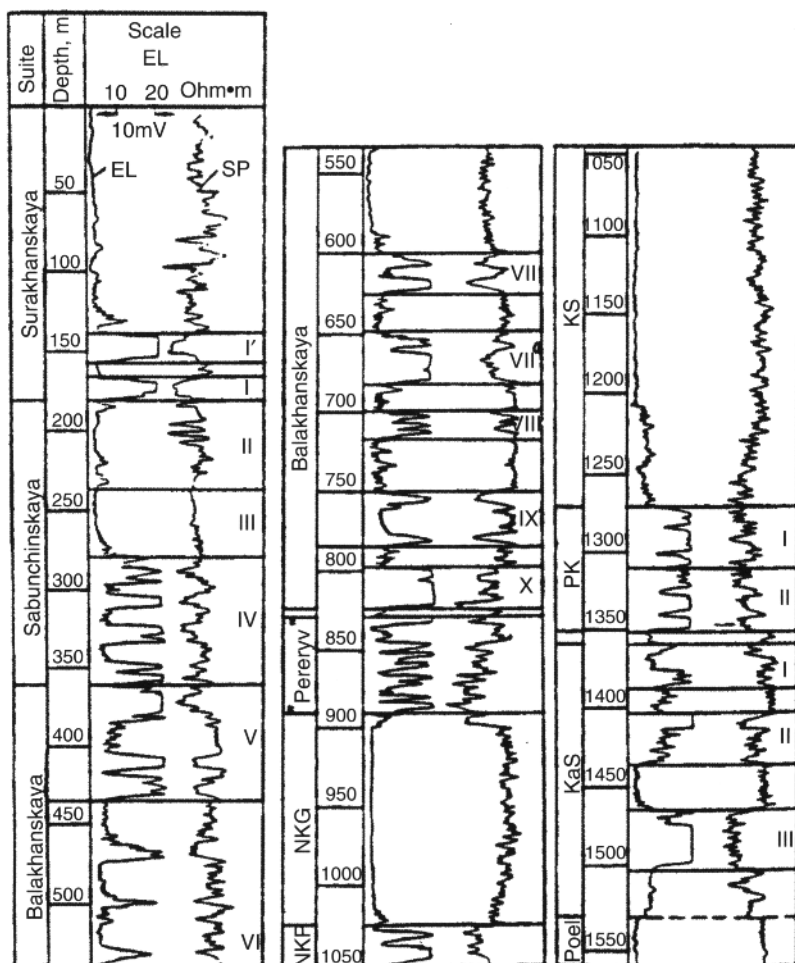 Suite
Depth, m
Scale
EL
10 20 Ohm•m
10mV
EL
SP
Surakhanskaya
50
100
150
I'
I
Sabunchinskaya
200
II
250
III
300
IV
350
Balakhanskaya
400
V
450
500
VI
Balakhanskaya
550
600
VII
650
VIIa
700
VIII
750
IX
800
X
Pereryv
850
900
NKG
950
1000
NKP
1050
KS
1050
1100
1150
1200
1250
PK
1300
I
1350
II
KaS
I
1400
II
1450
1500
III
Poel
1550